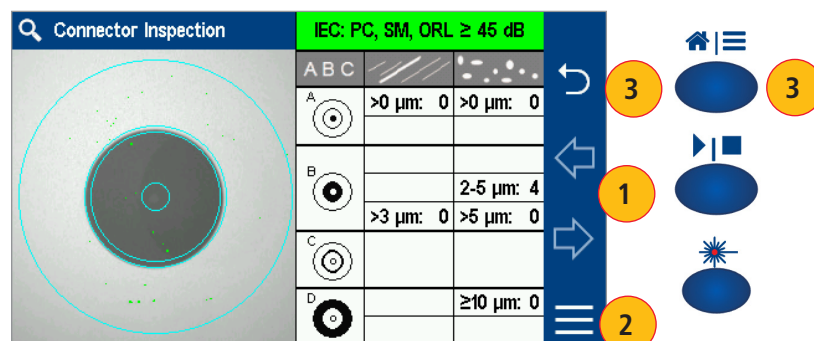 Connector Inspection
IEC: PC, SM, ORL ≥ 45 dB
A B C
A
>0 µm: 0 >0 µm: 0
B
2-5 µm: 4
>3 µm: 0 >5 µm: 0
C
D
≥10 µm: 0
3
3
1
2